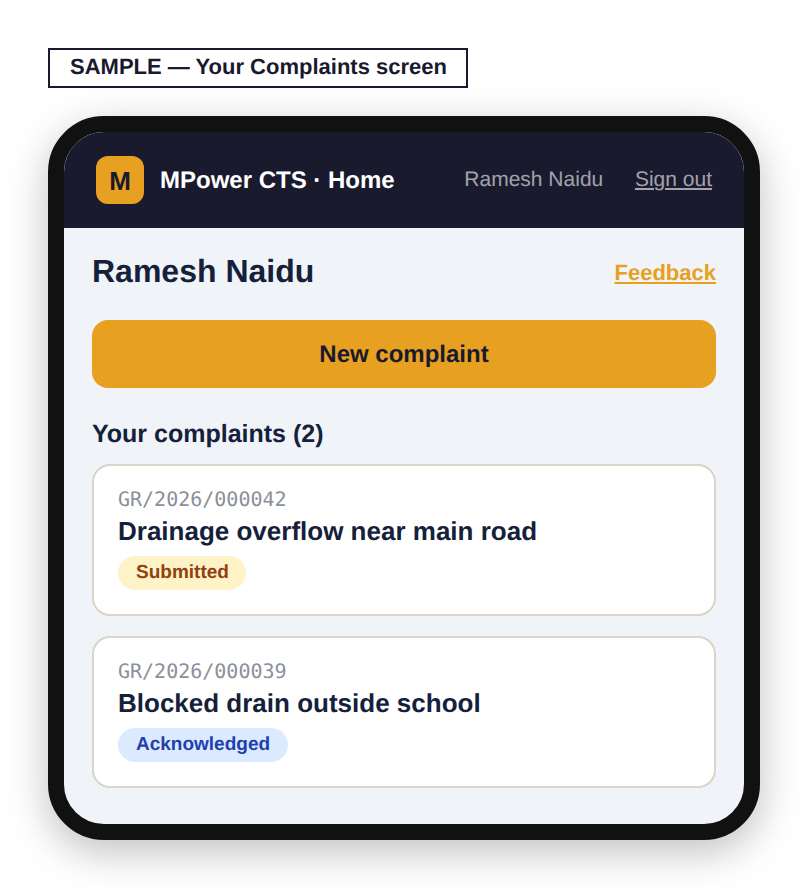 SAMPLE — Your Complaints screen
M
MPower CTS · Home
Ramesh Naidu
Sign out
Ramesh Naidu
Feedback
New complaint
Your complaints (2)
GR/2026/000042
Drainage overflow near main road
Submitted
GR/2026/000039
Blocked drain outside school
Acknowledged